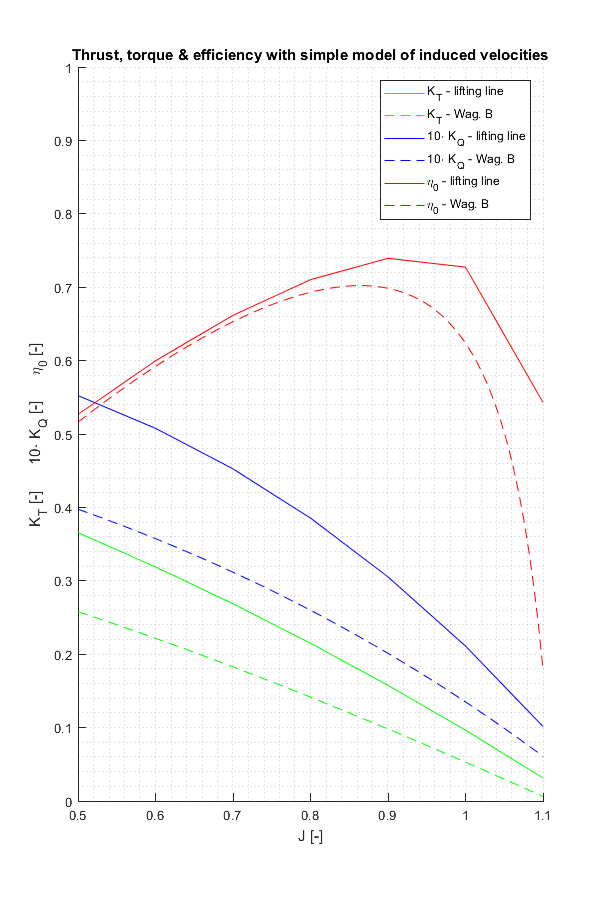 Thrust, torque & efficiency with simple model of induced velocities
K_T - lifting line
K_T - Wag. B
10· K_Q - lifting line
10· K_Q - Wag. B
η_0 - lifting line
η_0 - Wag. B
1
0.9
0.8
0.7
0.6
0.5
0.4
0.3
0.2
0.1
0
K_T [-] 10· K_Q [-] η_0 [-]
0.5 0.6 0.7 0.8 0.9 1 1.1
J [-]